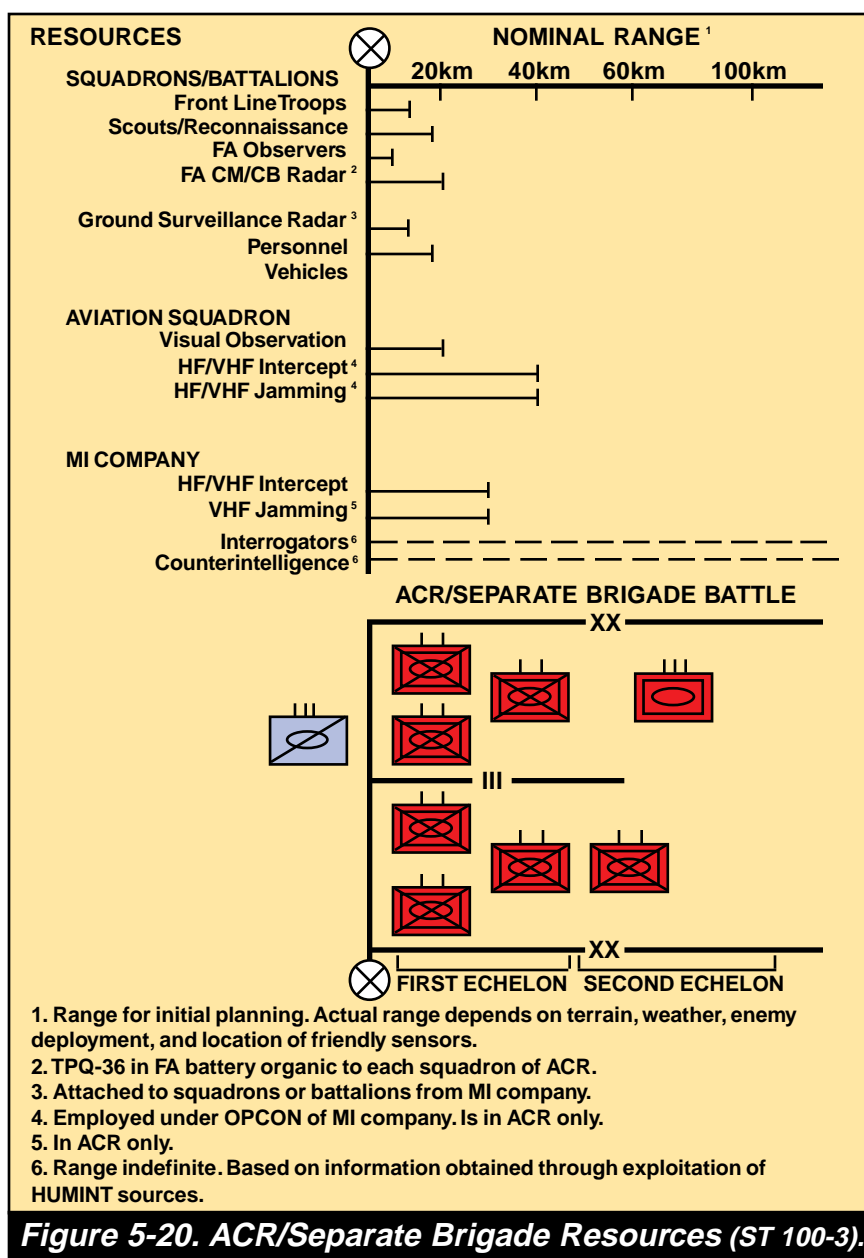 RESOURCES
NOMINAL RANGE 1
20km 40km 60km 100km
SQUADRONS/BATTALIONS
Front LineTroops
Scouts/Reconnaissance
FA Observers
FA CM/CB Radar 2
Ground Surveillance Radar 3
Personnel
Vehicles
AVIATION SQUADRON
Visual Observation
HF/VHF Intercept 4
HF/VHF Jamming 4
MI COMPANY
HF/VHF Intercept
VHF Jamming 5
Interrogators 6
Counterintelligence 6
ACR/SEPARATE BRIGADE BATTLE
XX
III
XX
FIRST ECHELON SECOND ECHELON
1. Range for initial planning. Actual range depends on terrain, weather, enemy
deployment, and location of friendly sensors.
2. TPQ-36 in FA battery organic to each squadron of ACR.
3. Attached to squadrons or battalions from MI company.
4. Employed under OPCON of MI company. Is in ACR only.
5. In ACR only.
6. Range indefinite. Based on information obtained through exploitation of
HUMINT sources.
Figure 5-20. ACR/Separate Brigade Resources (ST 100-3).